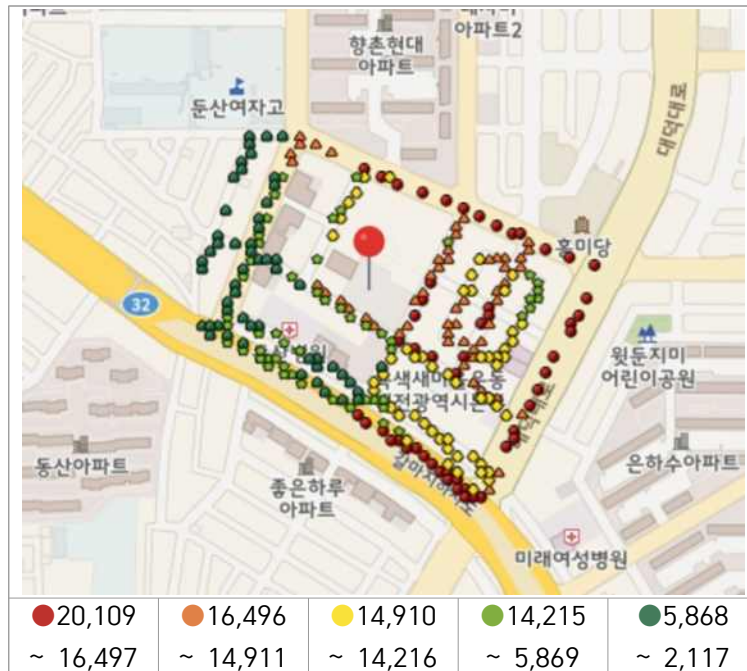 향촌현대
아파트
아파트2
둔산여자고
대덕대로
홍미당
32
윗둔지미
어린이공원
동산아파트
좋은하루
아파트
은하수아파트
미래여성병원
20,109
~ 16,497
16,496
~ 14,911
14,910
~ 14,216
14,215
~ 5,869
5,868
~ 2,117